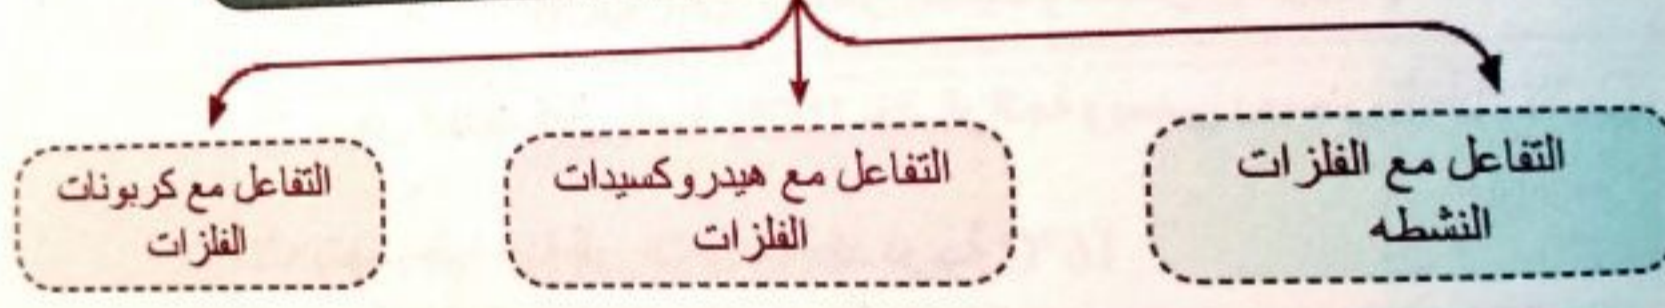 التفاعل مع الفلزات
النشطه
التفاعل مع هيدروكسيدات
الفلزات
التفاعل مع كربونات
الفلزات